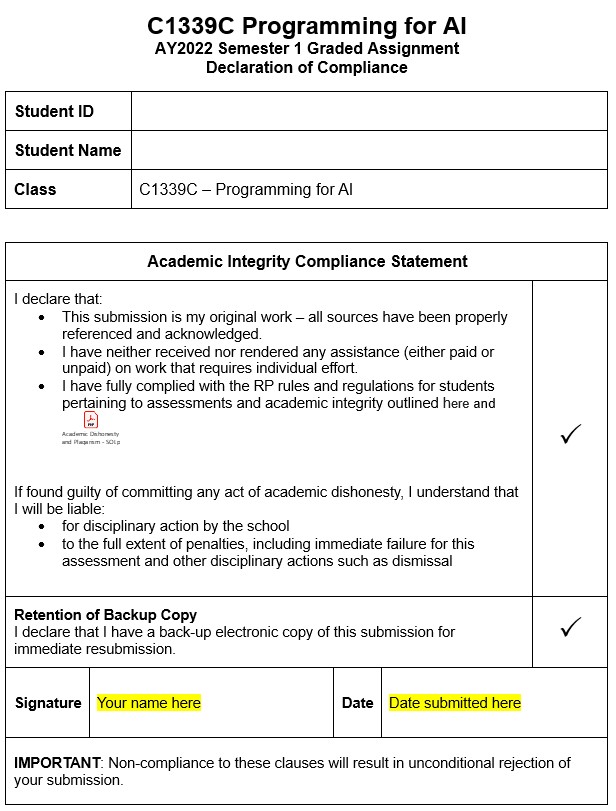 C1339C Programming for AI
AY2022 Semester 1 Graded Assignment
Declaration of Compliance
Student ID
Student Name
Class
C1339C – Programming for AI
Academic Integrity Compliance Statement
I declare that:
• This submission is my original work – all sources have been properly
referenced and acknowledged.
• I have neither received nor rendered any assistance (either paid or
unpaid) on work that requires individual effort.
• I have fully complied with the RP rules and regulations for students
pertaining to assessments and academic integrity outlined here and
PDF
Academic Dishonesty
and Plagiarism - SOI.p
✓
If found guilty of committing any act of academic dishonesty, I understand that
I will be liable:
• for disciplinary action by the school
• to the full extent of penalties, including immediate failure for this
assessment and other disciplinary actions such as dismissal
Retention of Backup Copy
I declare that I have a back-up electronic copy of this submission for
immediate resubmission.
✓
Signature
Your name here
Date
Date submitted here
IMPORTANT: Non-compliance to these clauses will result in unconditional rejection of
your submission.